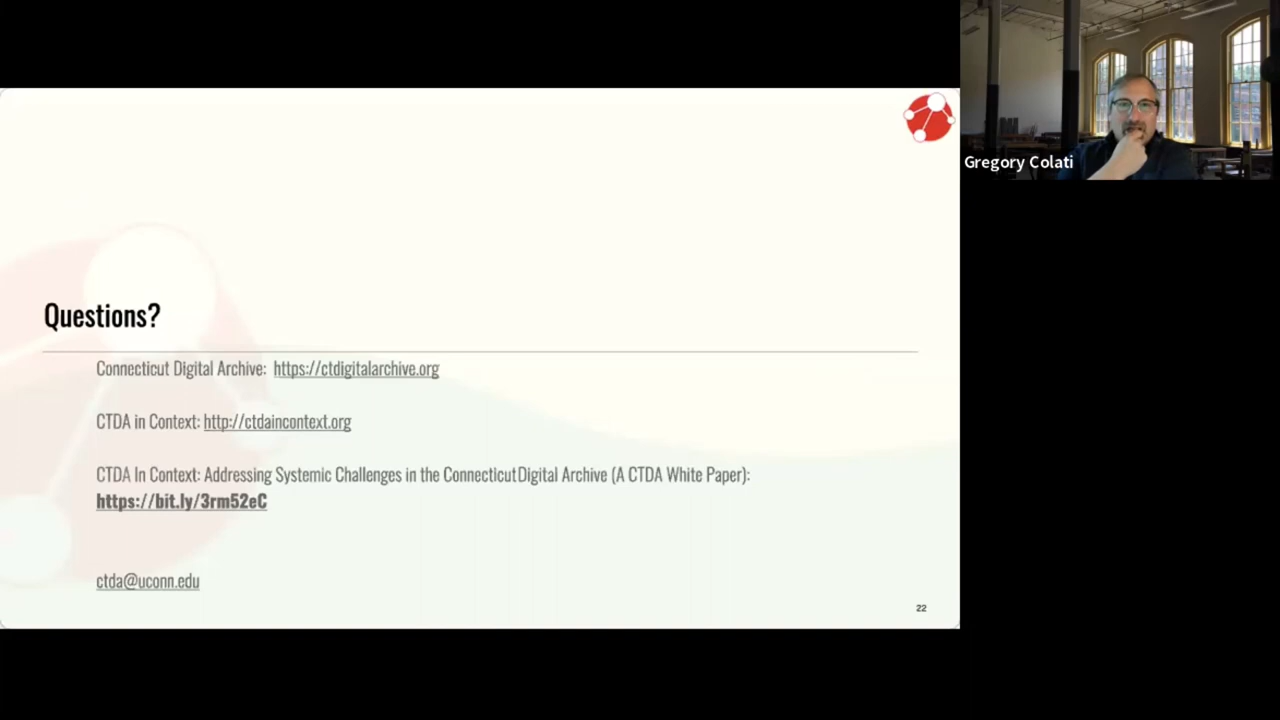 Gregory Colati
Questions?
Connecticut Digital Archive: https://ctdigitalarchive.org
CTDA in Context: http://ctdaincontext.org
CTDA In Context: Addressing Systemic Challenges in the Connecticut Digital Archive (A CTDA White Paper):
https://bit.ly/3rm52eC
ctda@uconn.edu
22